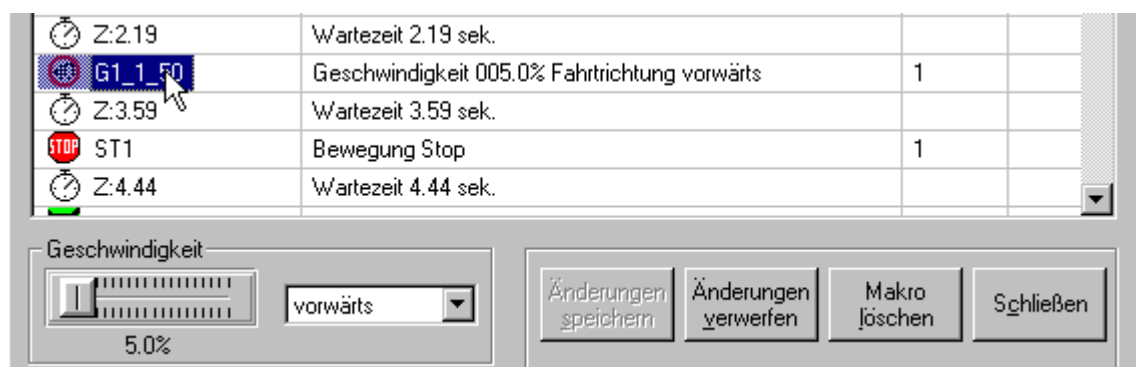 Z:2.19 Wartezeit 2.19 sek.
G1_1_50 Geschwindigkeit 005.0% Fahrtrichtung vorwärts 1
Z:3.59 Wartezeit 3.59 sek.
STOP ST1 Bewegung Stop 1
Z:4.44 Wartezeit 4.44 sek.
Geschwindigkeit
vorwärts
5.0%
Änderungen speichern
Änderungen verwerfen
Makro löschen
Schließen